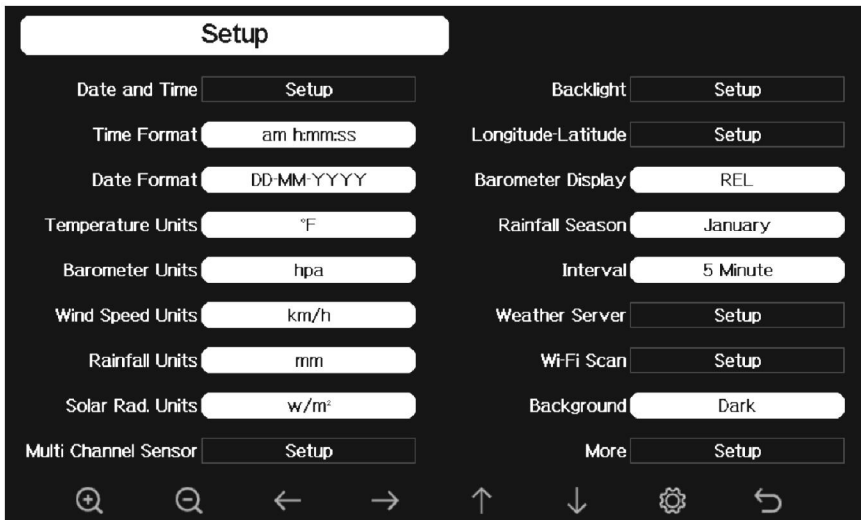 Setup
Date and Time Setup
Time Format am h:mm:ss
Date Format DD-MM-YYYY
Temperature Units °F
Barometer Units hpa
Wind Speed Units km/h
Rainfall Units mm
Solar Rad. Units w/m²
Multi Channel Sensor Setup
Backlight Setup
Longitude-Latitude Setup
Barometer Display REL
Rainfall Season January
Interval 5 Minute
Weather Server Setup
Wi-Fi Scan Setup
Background Dark
More Setup